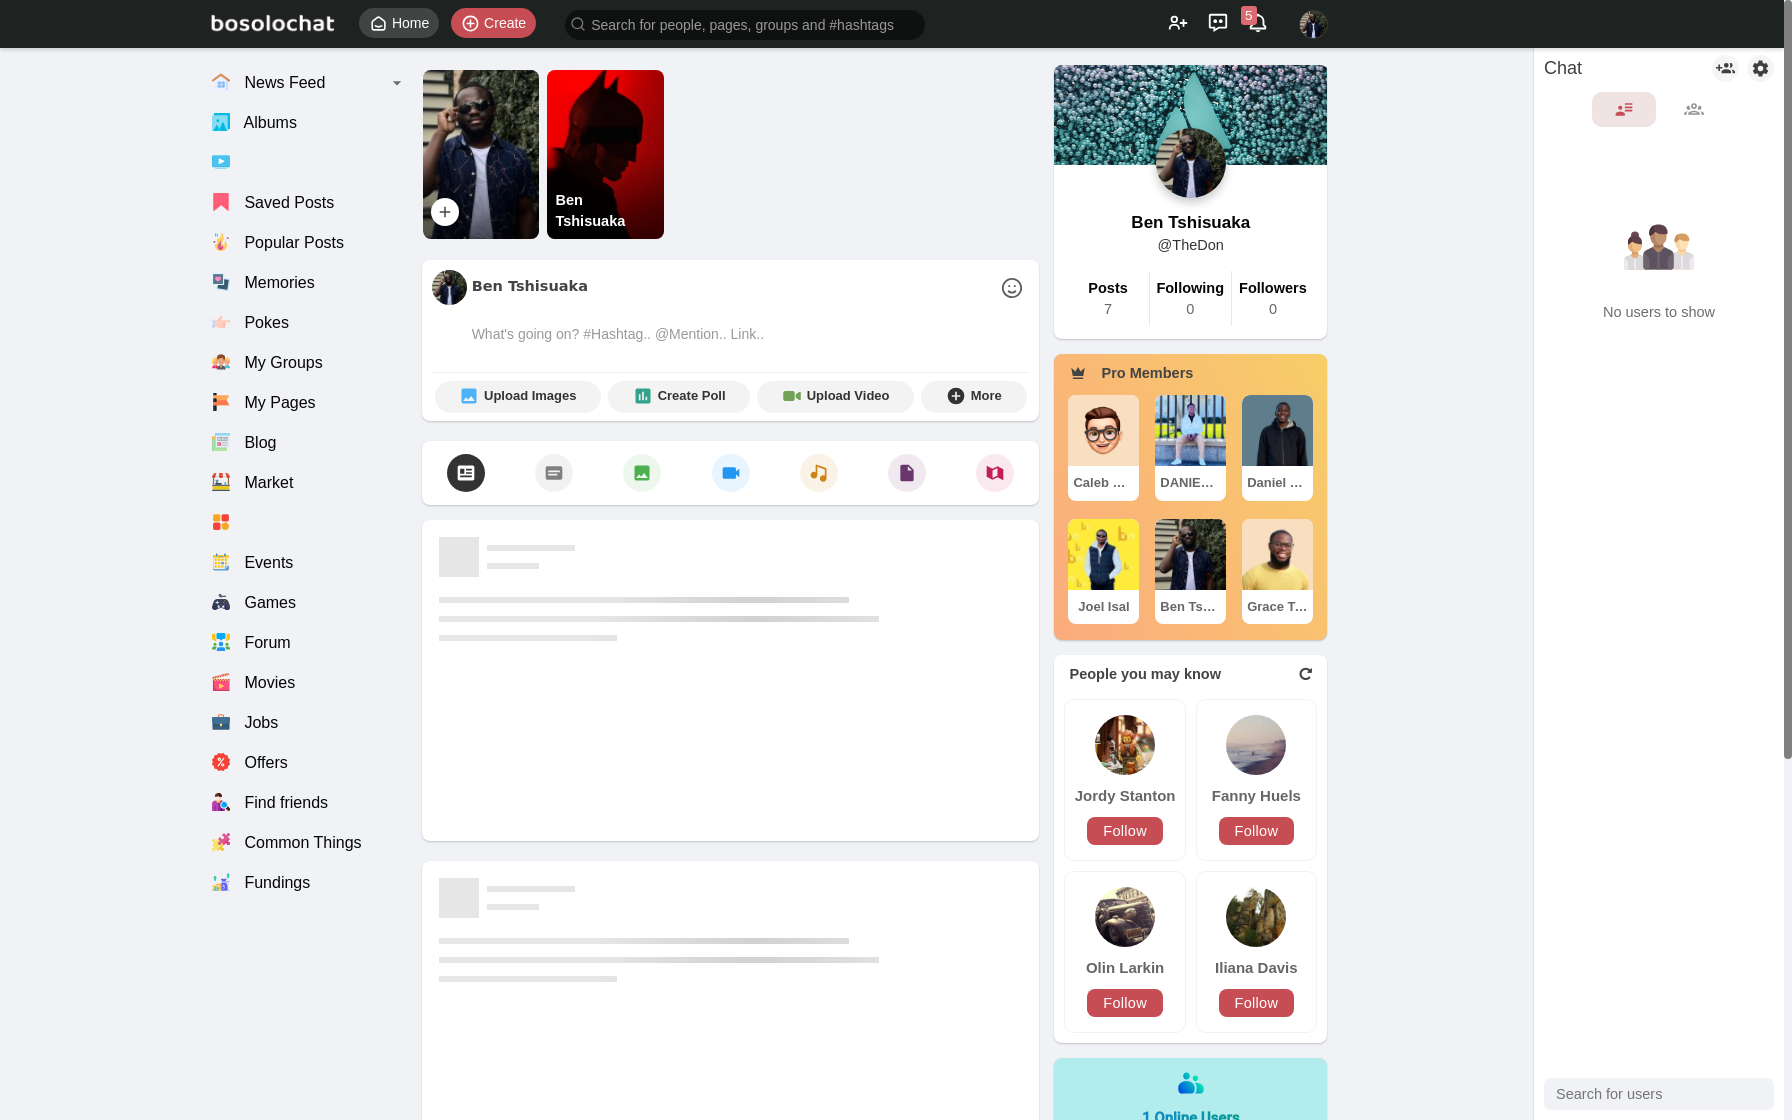 bosolochat
Home
Create
Search for people, pages, groups and #hashtags
5
News Feed
Albums
Saved Posts
Popular Posts
Memories
Pokes
My Groups
My Pages
Blog
Market
Events
Games
Forum
Movies
Jobs
Offers
Find friends
Common Things
Fundings
Ben
Tshisuaka
Ben Tshisuaka
What's going on? #Hashtag.. @Mention.. Link..
Upload Images
Create Poll
Upload Video
More
Ben Tshisuaka
@TheDon
Posts
Following
Followers
7
0
0
Pro Members
Caleb ...
DANIE...
Daniel ...
Joel Isal
Ben Ts...
Grace T...
People you may know
Jordy Stanton
Fanny Huels
Follow
Follow
Olin Larkin
Iliana Davis
Follow
Follow
1 Online Users
Chat
No users to show
Search for users